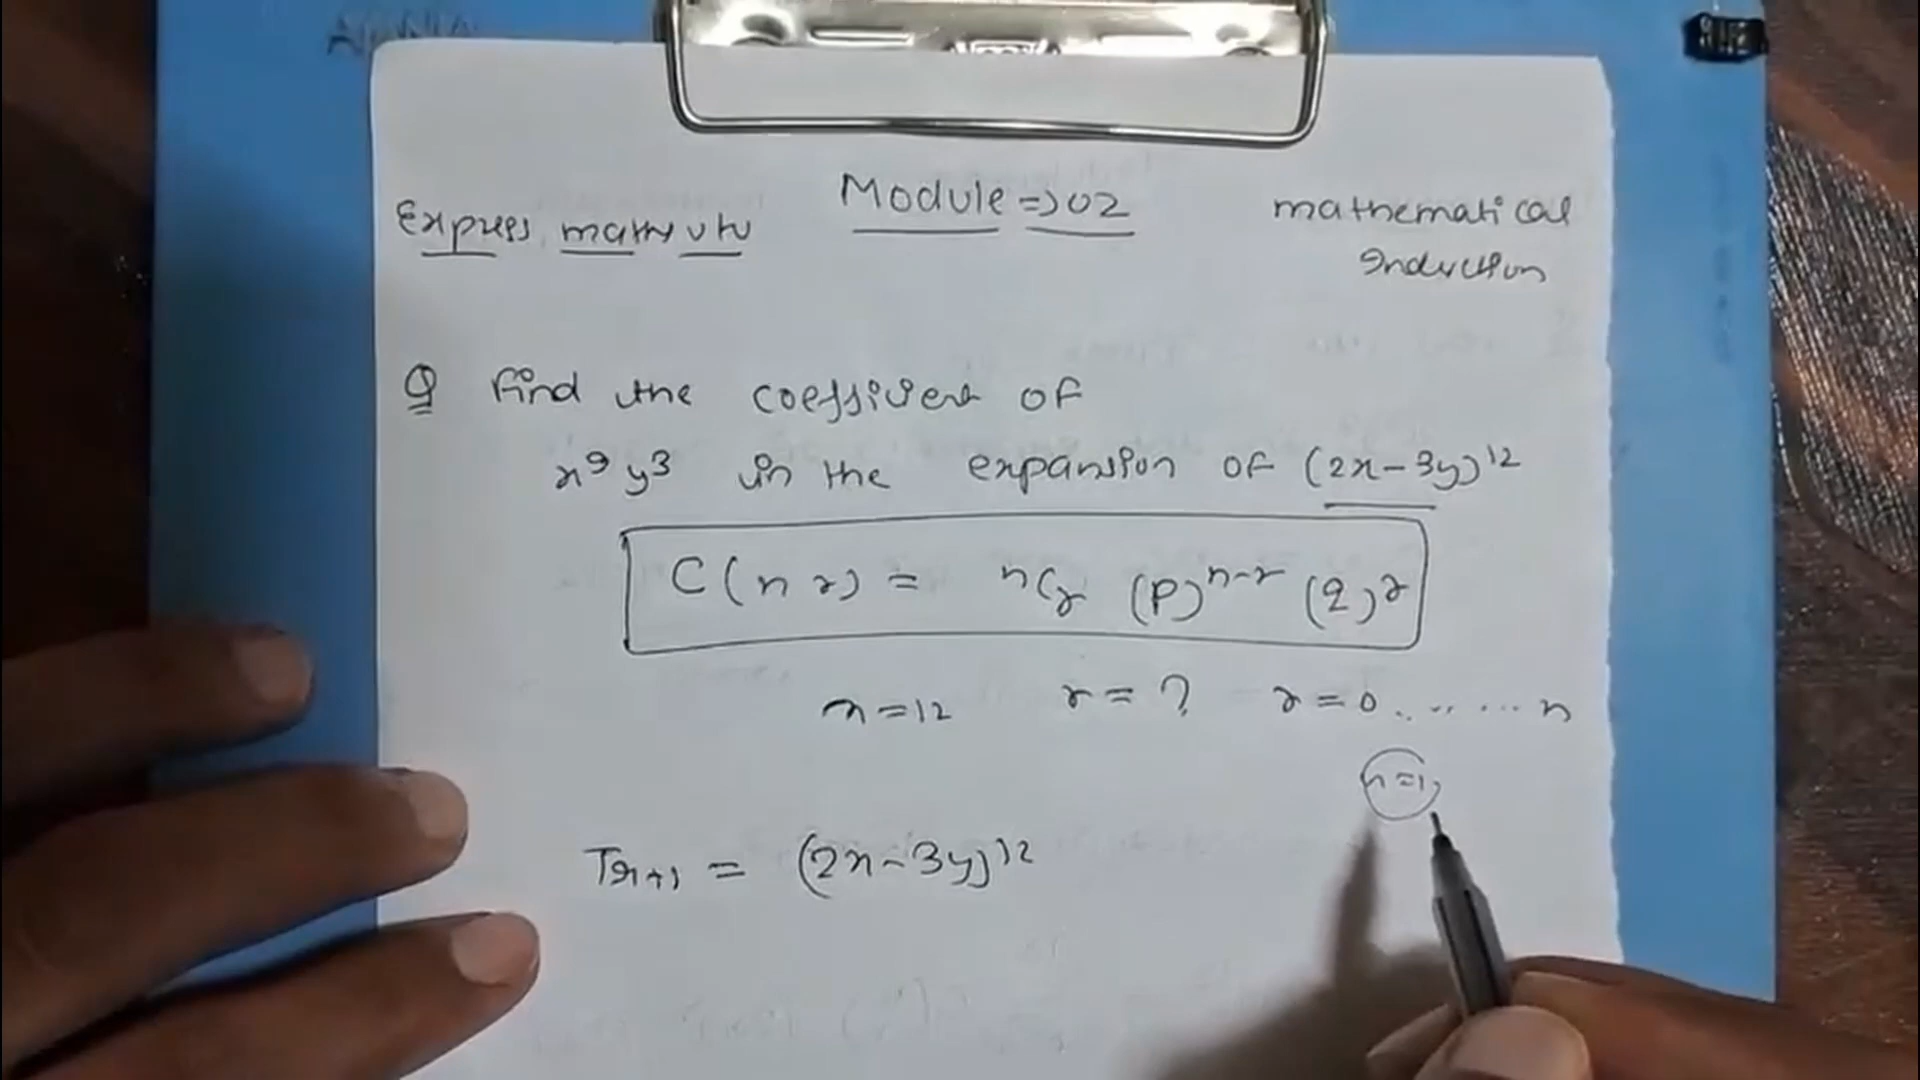 Module => 02
Express maths vtu
mathematical
Induction
Q Find the coefficient of
x⁹ y³ in the expansion of (2x-3y)¹²
C(n r) = ⁿCᵣ (P)ⁿ⁻ʳ (q)ʳ
n=12 r=? r=0........n
Tᵣ₊₁ = (2x-3y)¹²